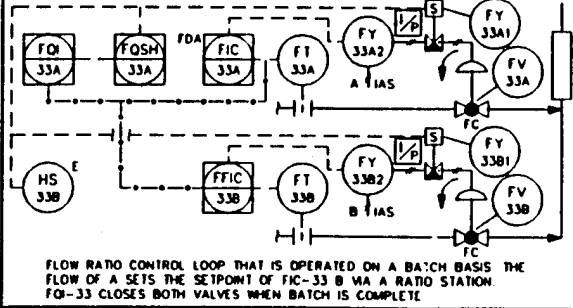 S
FY 33A1
I/P
FY 33A2
FDA
FQI 33A
FQSH 33A
FIC 33A
FT 33A
FV 33A
A IAS
FC
S
FY 33B1
I/P
FY 33B2
E
HS 33B
FFIC 33B
FT 33B
FV 33B
B IAS
FC
FLOW RATIO CONTROL LOOP THAT IS OPERATED ON A BATCH BASIS THE
FLOW OF A SETS THE SETPOINT OF FIC-33 B VIA A RATIO STATION.
FQI-33 CLOSES BOTH VALVES WHEN BATCH IS COMPLETE